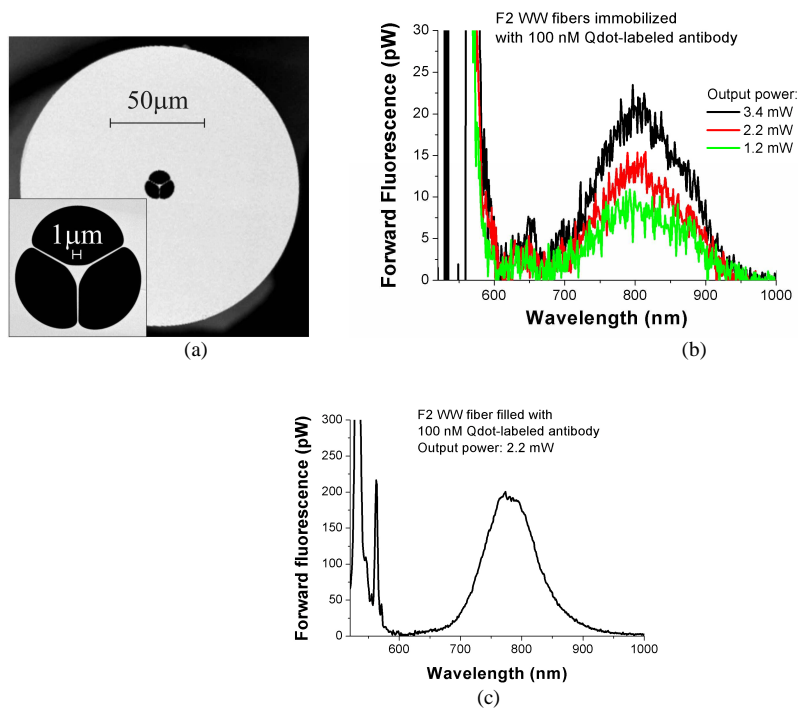 50μm
1μm
(a)
F2 WW fibers immobilized
with 100 nM Qdot-labeled antibody
Output power:
3.4 mW
2.2 mW
1.2 mW
Forward Fluorescence (pW)
30
25
20
15
10
5
0
600 700 800 900 1000
Wavelength (nm)
(b)
F2 WW fiber filled with
100 nM Qdot-labeled antibody
Output power: 2.2 mW
Forward fluorescence (pW)
300
250
200
150
100
50
0
600 700 800 900 1000
Wavelength (nm)
(c)